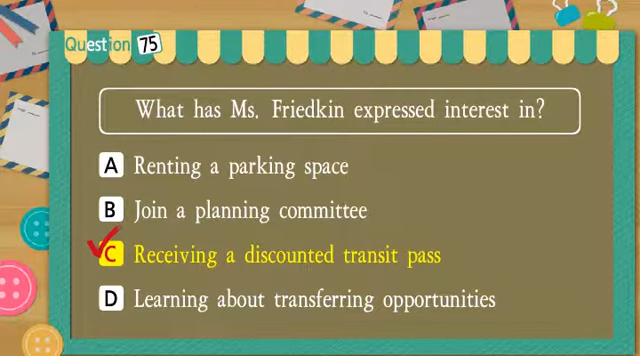 Question 75
What has Ms. Friedkin expressed interest in?
A Renting a parking space
B Join a planning committee
C Receiving a discounted transit pass
D Learning about transferring opportunities